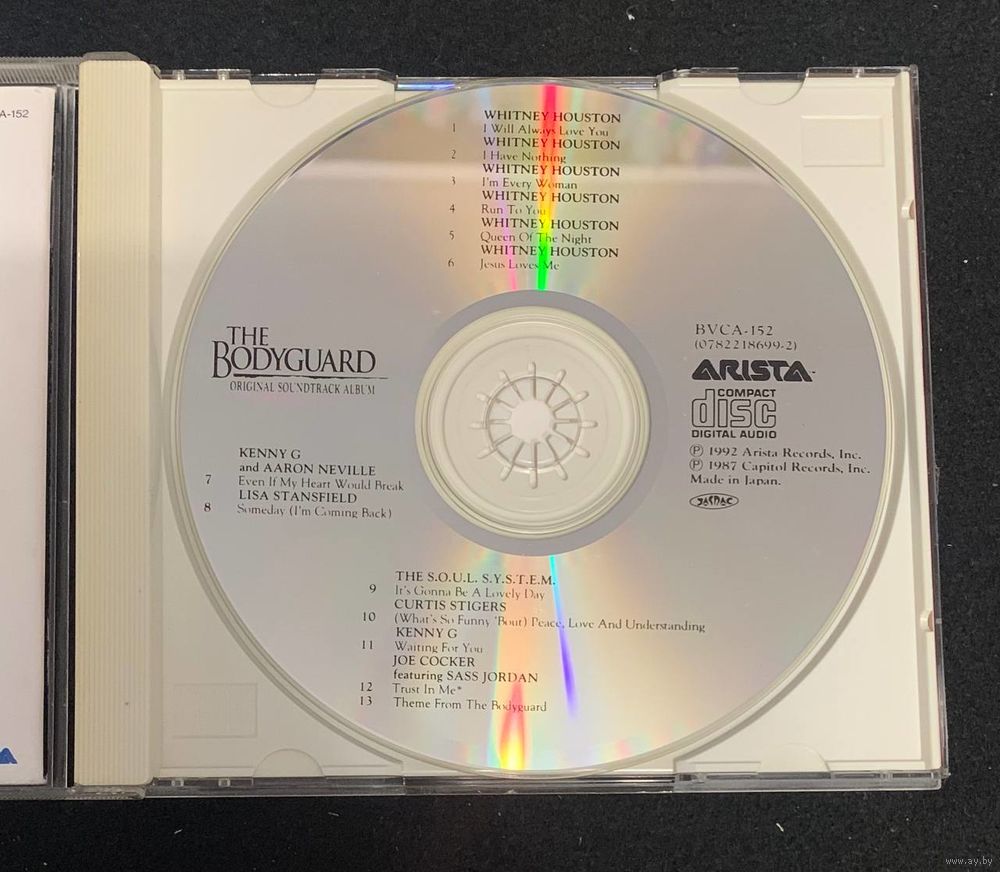 A-152
WHITNEY HOUSTON
1 I Will Always Love You
WHITNEY HOUSTON
2 I Have Nothing
WHITNEY HOUSTON
3 I'm Every Woman
WHITNEY HOUSTON
4 Run To You
WHITNEY HOUSTON
5 Queen Of The Night
WHITNEY HOUSTON
6 Jesus Loves Me
THE
BODYGUARD
ORIGINAL SOUNDTRACK ALBUM
BVCA-152
(0782218699-2)
ARISTA™
COMPACT
disc
DIGITAL AUDIO
℗ 1992 Arista Records, Inc.
℗ 1987 Capitol Records, Inc.
Made in Japan.
JASRAC
KENNY G
and AARON NEVILLE
7 Even If My Heart Would Break
LISA STANSFIELD
8 Someday (I'm Coming Back)
THE S.O.U.L. S.Y.S.T.E.M.
9 It's Gonna Be A Lovely Day
CURTIS STIGERS
10 (What's So Funny 'Bout) Peace, Love And Understanding
KENNY G
11 Waiting For You
JOE COCKER
featuring SASS JORDAN
12 Trust In Me*
13 Theme From The Bodyguard
A
www.ay.by